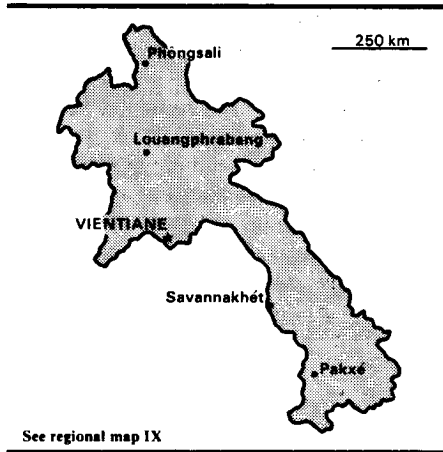 Phôngsali
250 km
Louangphrabang
VIENTIANE
Savannakhét
Pakxé
See regional map IX